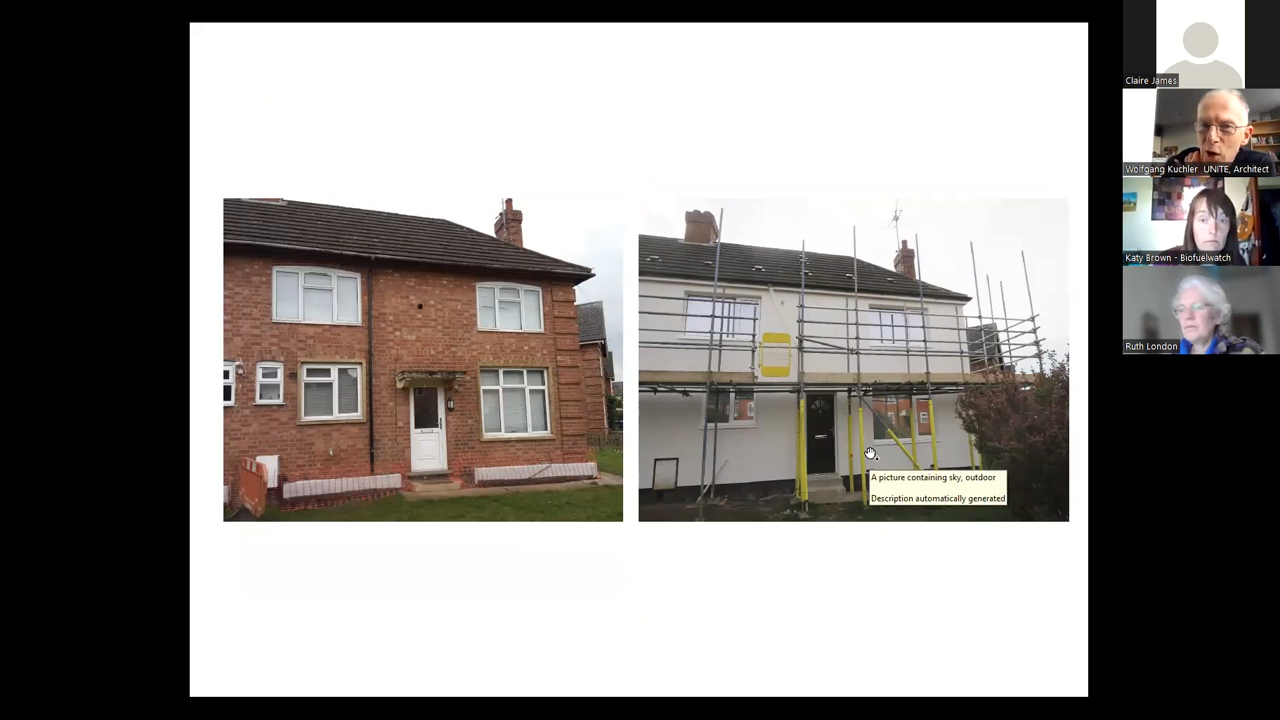 A picture containing sky, outdoor
Description automatically generated
Claire James
Wolfgang Kuchler UNITE, Architect
Katy Brown - Biofuelwatch
Ruth London